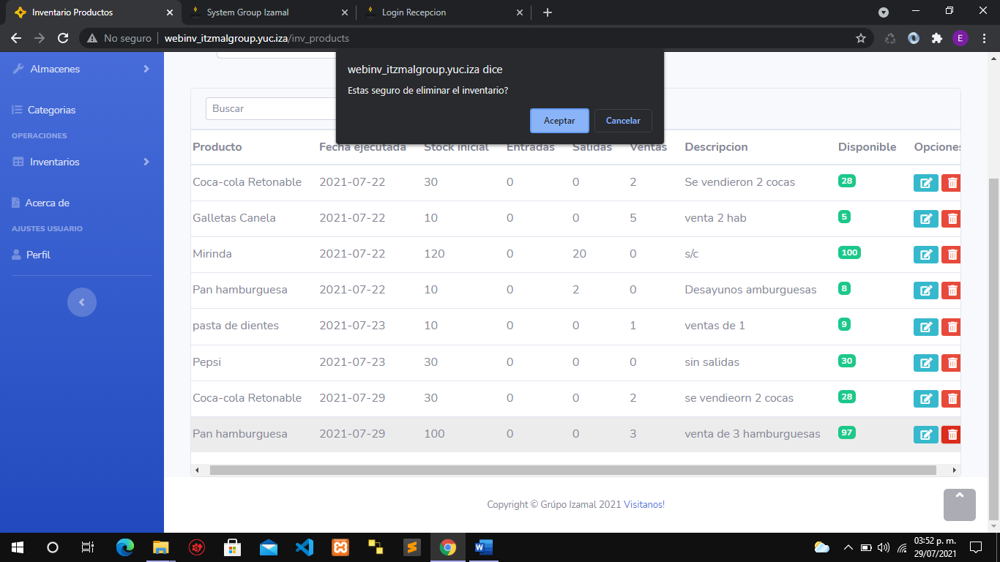 Inventario Productos
System Group Izamal
Login Recepcion
No seguro
webinv_itzmalgroup.yuc.iza/inv_products
E
Almacenes
Categorias
OPERACIONES
Inventarios
Acerca de
AJUSTES USUARIO
Perfil
webinv_itzmalgroup.yuc.iza dice
Estas seguro de eliminar el inventario?
Aceptar Cancelar
Buscar
Producto Fecha ejecutada Stock inicial Entradas Salidas Ventas Descripcion Disponible Opciones
Coca-cola Retonable 2021-07-22 30 0 0 2 Se vendieron 2 cocas 28
Galletas Canela 2021-07-22 10 0 0 5 venta 2 hab 5
Mirinda 2021-07-22 120 0 20 0 s/c 100
Pan hamburguesa 2021-07-22 10 0 2 0 Desayunos amburguesas 8
pasta de dientes 2021-07-23 10 0 0 1 ventas de 1 9
Pepsi 2021-07-23 30 0 0 0 sin salidas 30
Coca-cola Retonable 2021-07-29 30 0 0 2 se vendieorn 2 cocas 28
Pan hamburguesa 2021-07-29 100 0 0 3 venta de 3 hamburguesas 97
Copyright © Grúpo Izamal 2021 Visitanos!
03:52 p. m.
29/07/2021